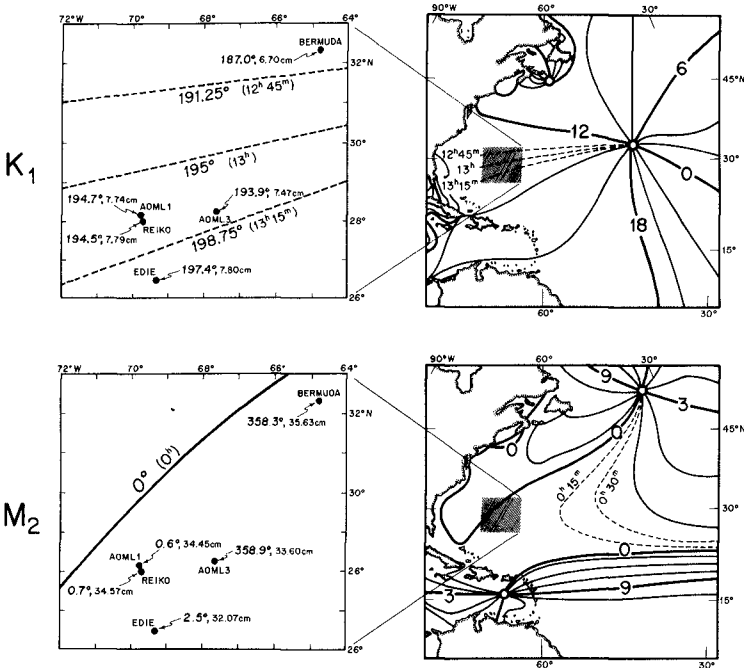 K₁
72°W 70° 68° 66° 64°
BERMUDA
187.0°, 6.70cm
32°N
191.25° (12ʰ 45ᵐ)
30°
195° (13ʰ)
194.7°, 7.74cm
AOML1
193.9°, 7.47cm
AOML3
28°
194.5°, 7.79cm
REIKO
198.75° (13ʰ 15ᵐ)
EDIE
197.4°, 7.80cm
26°
90°W 60° 30°
6
45°N
12
12ʰ45ᵐ
13ʰ
13ʰ15ᵐ
30°
0
18
15°
60° 30°
M₂
72°W 70° 68° 66° 64°
BERMUDA
358.3°, 35.63cm
32°N
0° (0ʰ)
30°
0.6°, 34.45cm
AOML1
358.9°, 33.60cm
AOML3
28°
0.7°, 34.57cm
REIKO
2.5°, 32.07cm
EDIE
26°
90°W 60° 30°
9
3
0
0
45°N
0ʰ 15ᵐ
0ʰ 30ᵐ
30°
0
3
9
15°
60° 30°